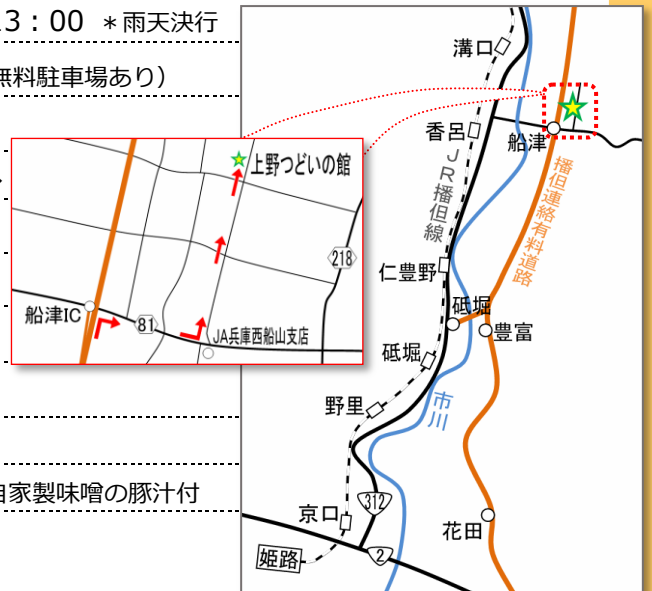 3：00 ＊雨天決行
無料駐車場あり）
自家製味噌の豚汁付
上野つどいの館
218
船津IC
81
JA兵庫西船山支店
溝口
香呂
船津
JR播但線
播但連絡有料道路
仁豊野
砥堀
豊富
砥堀
野里
市川
312
京口
花田
姫路
2